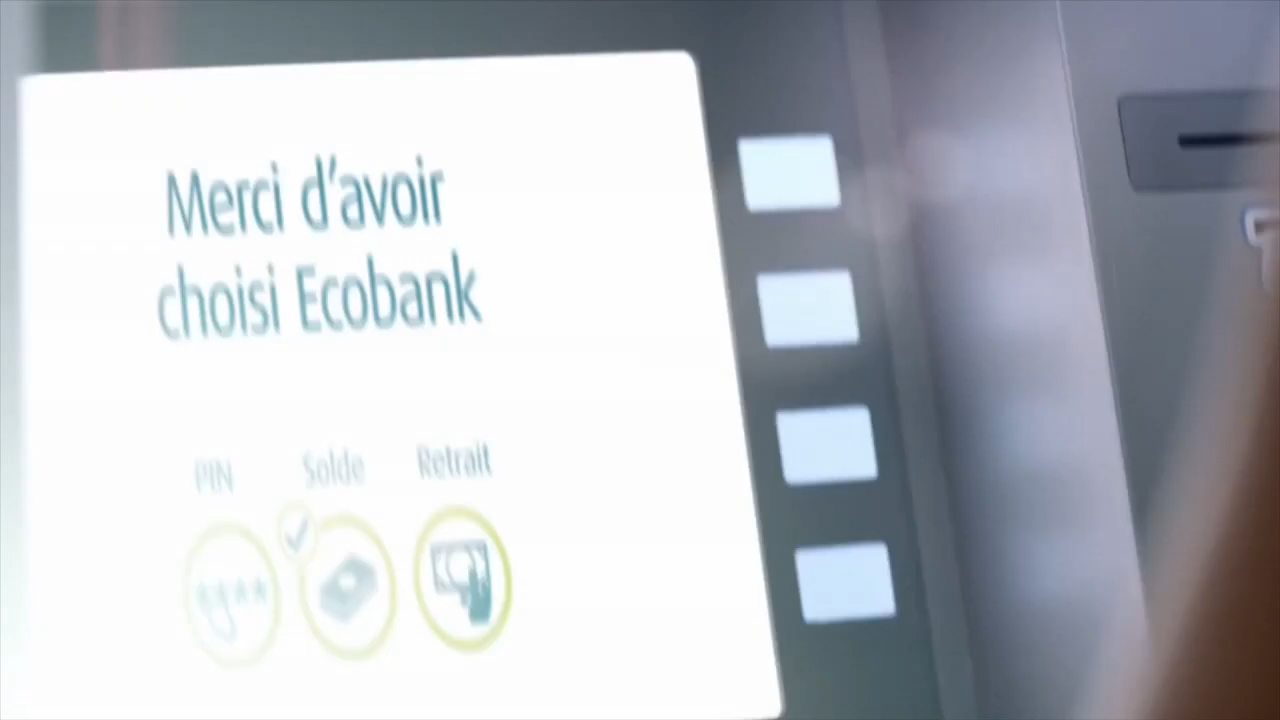 Merci d'avoir
choisi Ecobank
PIN Solde Retrait
****